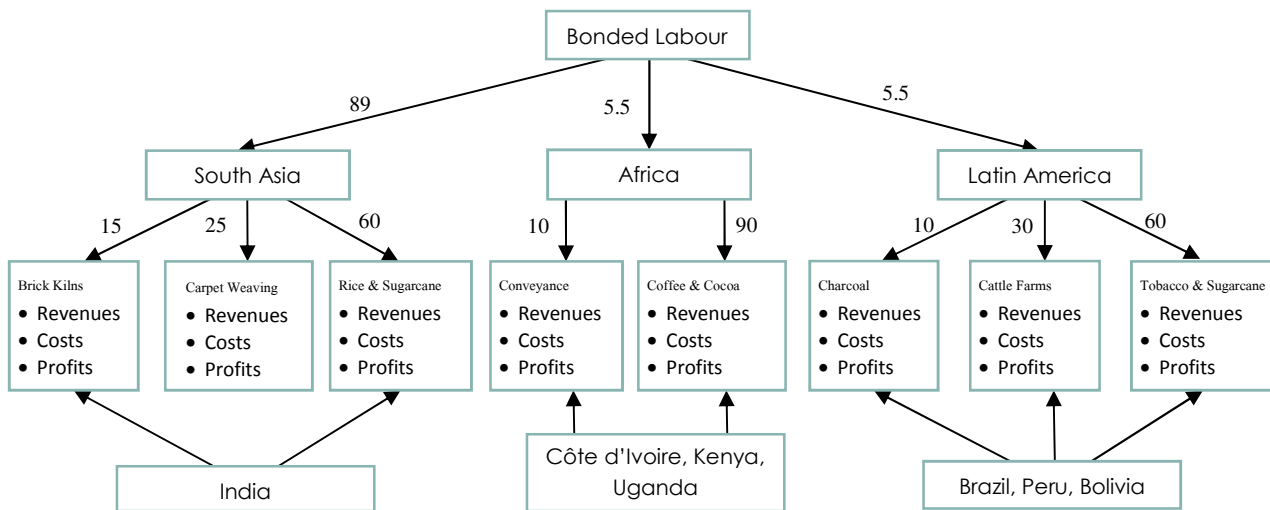 Bonded Labour
89
5.5
5.5
South Asia
Africa
Latin America
15
25
60
10
90
10
30
60
Brick Kilns
• Revenues
• Costs
• Profits
Carpet Weaving
• Revenues
• Costs
• Profits
Rice & Sugarcane
• Revenues
• Costs
• Profits
Conveyance
• Revenues
• Costs
• Profits
Coffee & Cocoa
• Revenues
• Costs
• Profits
Charcoal
• Revenues
• Costs
• Profits
Cattle Farms
• Revenues
• Costs
• Profits
Tobacco & Sugarcane
• Revenues
• Costs
• Profits
India
Côte d’Ivoire, Kenya,
Uganda
Brazil, Peru, Bolivia